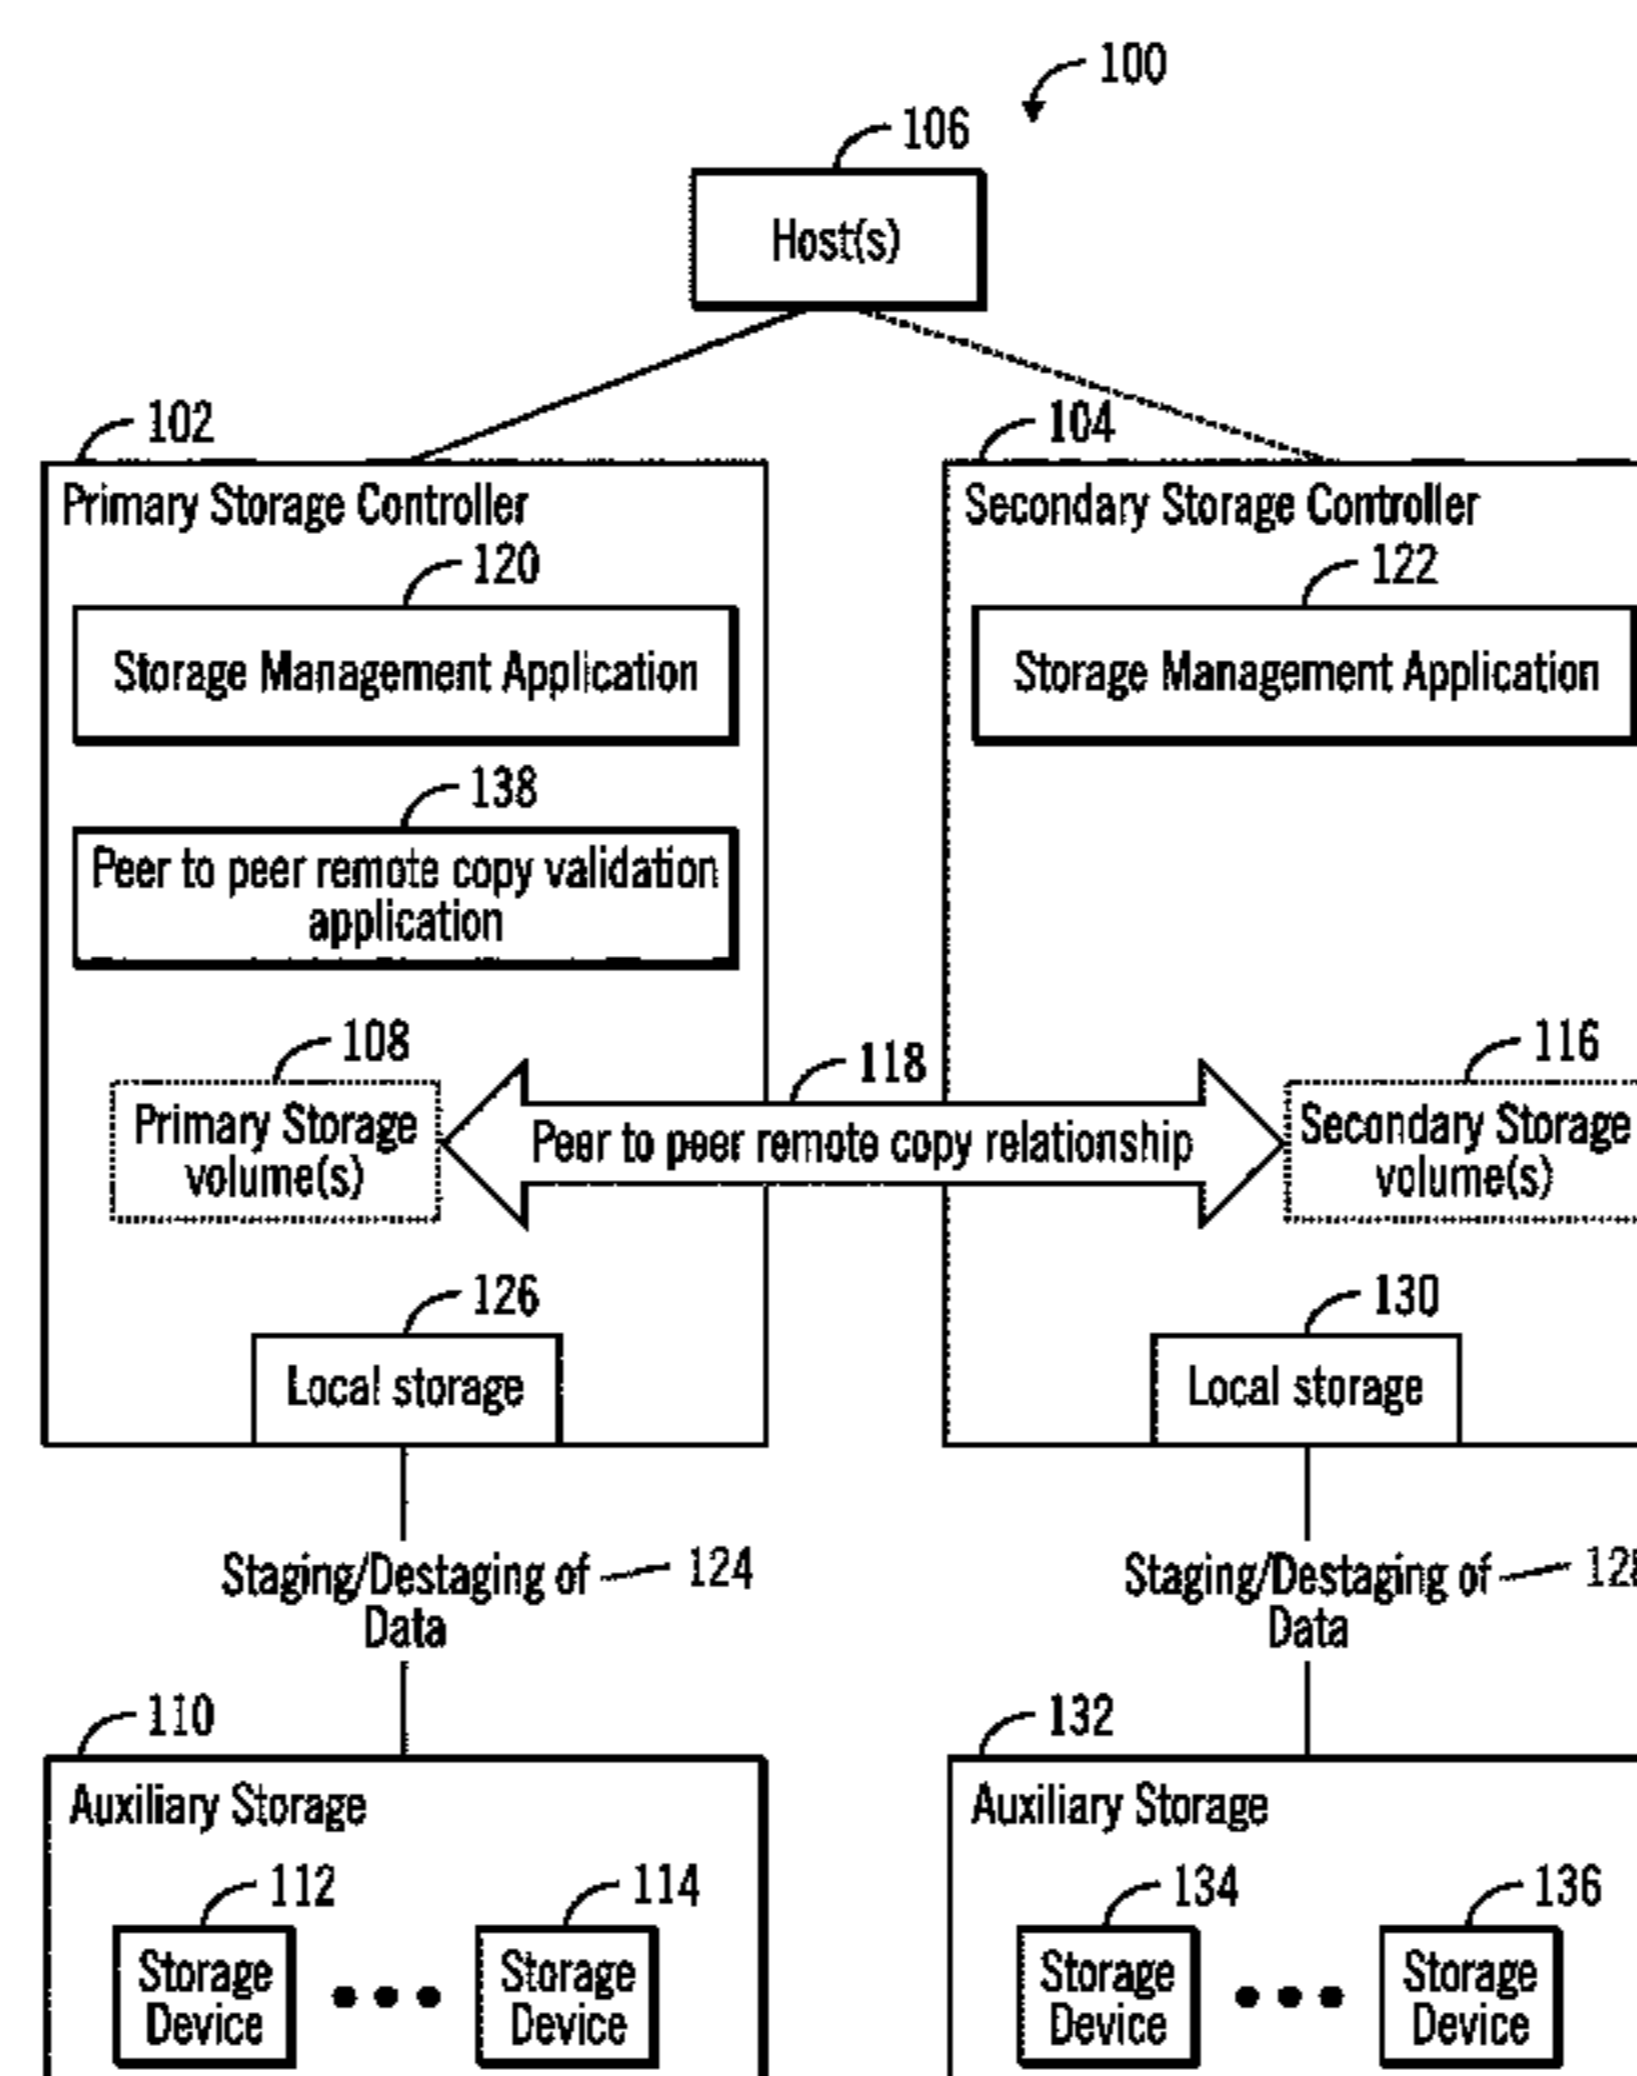 100
106
Host(s)
102
104
Primary Storage Controller
Secondary Storage Controller
120
122
Storage Management Application
Storage Management Application
138
Peer to peer remote copy validation
application
108
118
116
Primary Storage
volume(s)
Peer to peer remote copy relationship
Secondary Storage
volume(s)
126
130
Local storage
Local storage
Staging/Destaging of
Data
124
Staging/Destaging of
Data
110
132
Auxiliary Storage
Auxiliary Storage
112
114
134
136
Storage
Device
Storage
Device
Storage
Device
Storage
Device